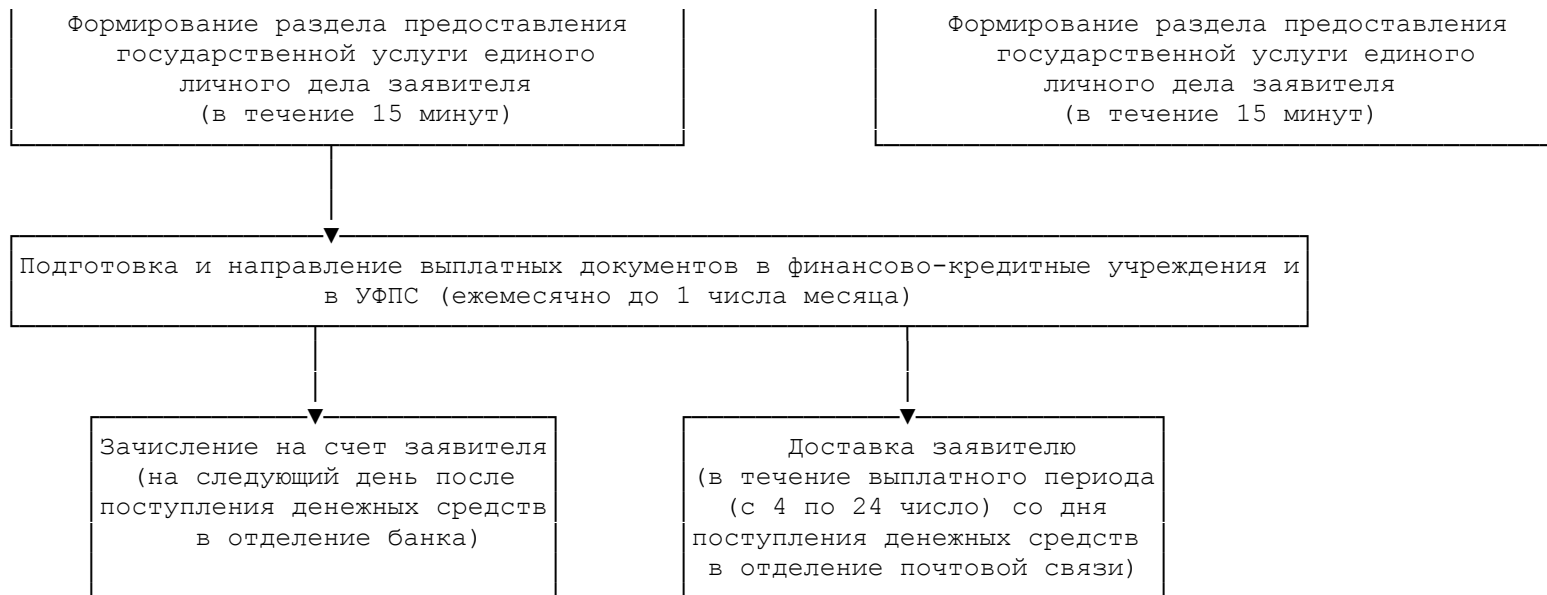 Формирование раздела предоставления
государственной услуги единого
личного дела заявителя
(в течение 15 минут)
Формирование раздела предоставления
государственной услуги единого
личного дела заявителя
(в течение 15 минут)
Подготовка и направление выплатных документов в финансово-кредитные учреждения и
в УФПС (ежемесячно до 1 числа месяца)
Зачисление на счет заявителя
(на следующий день после
поступления денежных средств
в отделение банка)
Доставка заявителю
(в течение выплатного периода
(с 4 по 24 число) со дня
поступления денежных средств
в отделение почтовой связи)